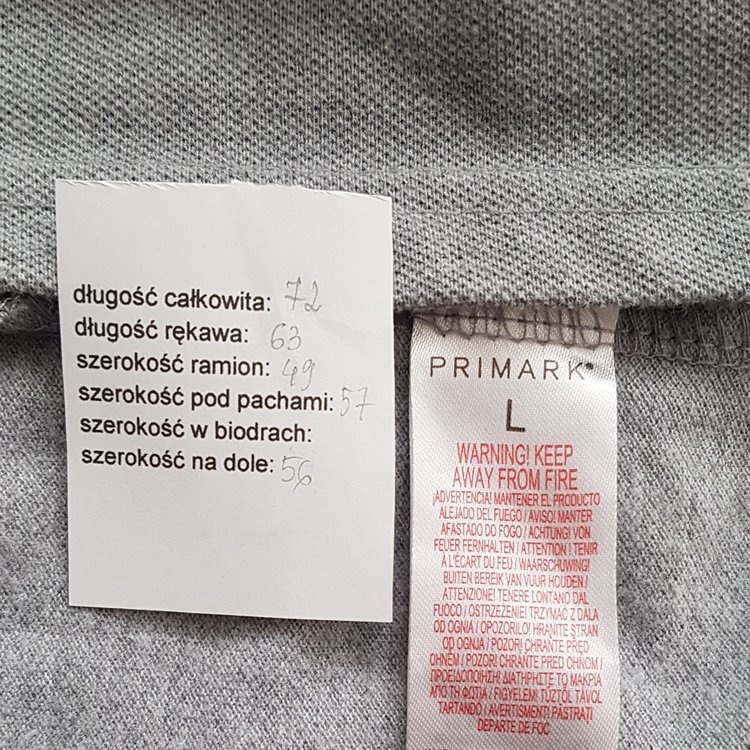 długość całkowita: 72
długość rękawa: 63
szerokość ramion: 49
szerokość pod pachami: 57
szerokość w biodrach:
szerokość na dole: 56
PRIMARK®
L
WARNING! KEEP
AWAY FROM FIRE
¡ADVERTENCIA! MANTENER EL PRODUCTO
ALEJADO DEL FUEGO / AVISO! MANTER
AFASTADO DO FOGO / ACHTUNG! VON
FEUER FERNHALTEN / ATTENTION ! TENIR
À L'ÉCART DU FEU / WAARSCHUWING!
BUITEN BEREIK VAN VUUR HOUDEN /
ATTENZIONE! TENERE LONTANO DAL
FUOCO / OSTRZEŻENIE! TRZYMAĆ Z DALA
OD OGNIA / OPOZORILO! HRANITE STRAN
OD OGNJA / POZOR! CHRAŇTE PŘED
OHNĚM / POZOR! CHRÁŇTE PRED OHŇOM /
ΠΡΟΕΙΔΟΠΟΙΗΣΗ! ΔΙΑΤΗΡΗΣΤΕ ΤΟ ΜΑΚΡΙΑ
ΑΠΟ ΤΗ ΦΩΤΙΑ / FIGYELEM! TŰZTŐL TÁVOL
TARTANDÓ / AVERTISMENT! PĂSTRAȚI
DEPARTE DE FOC